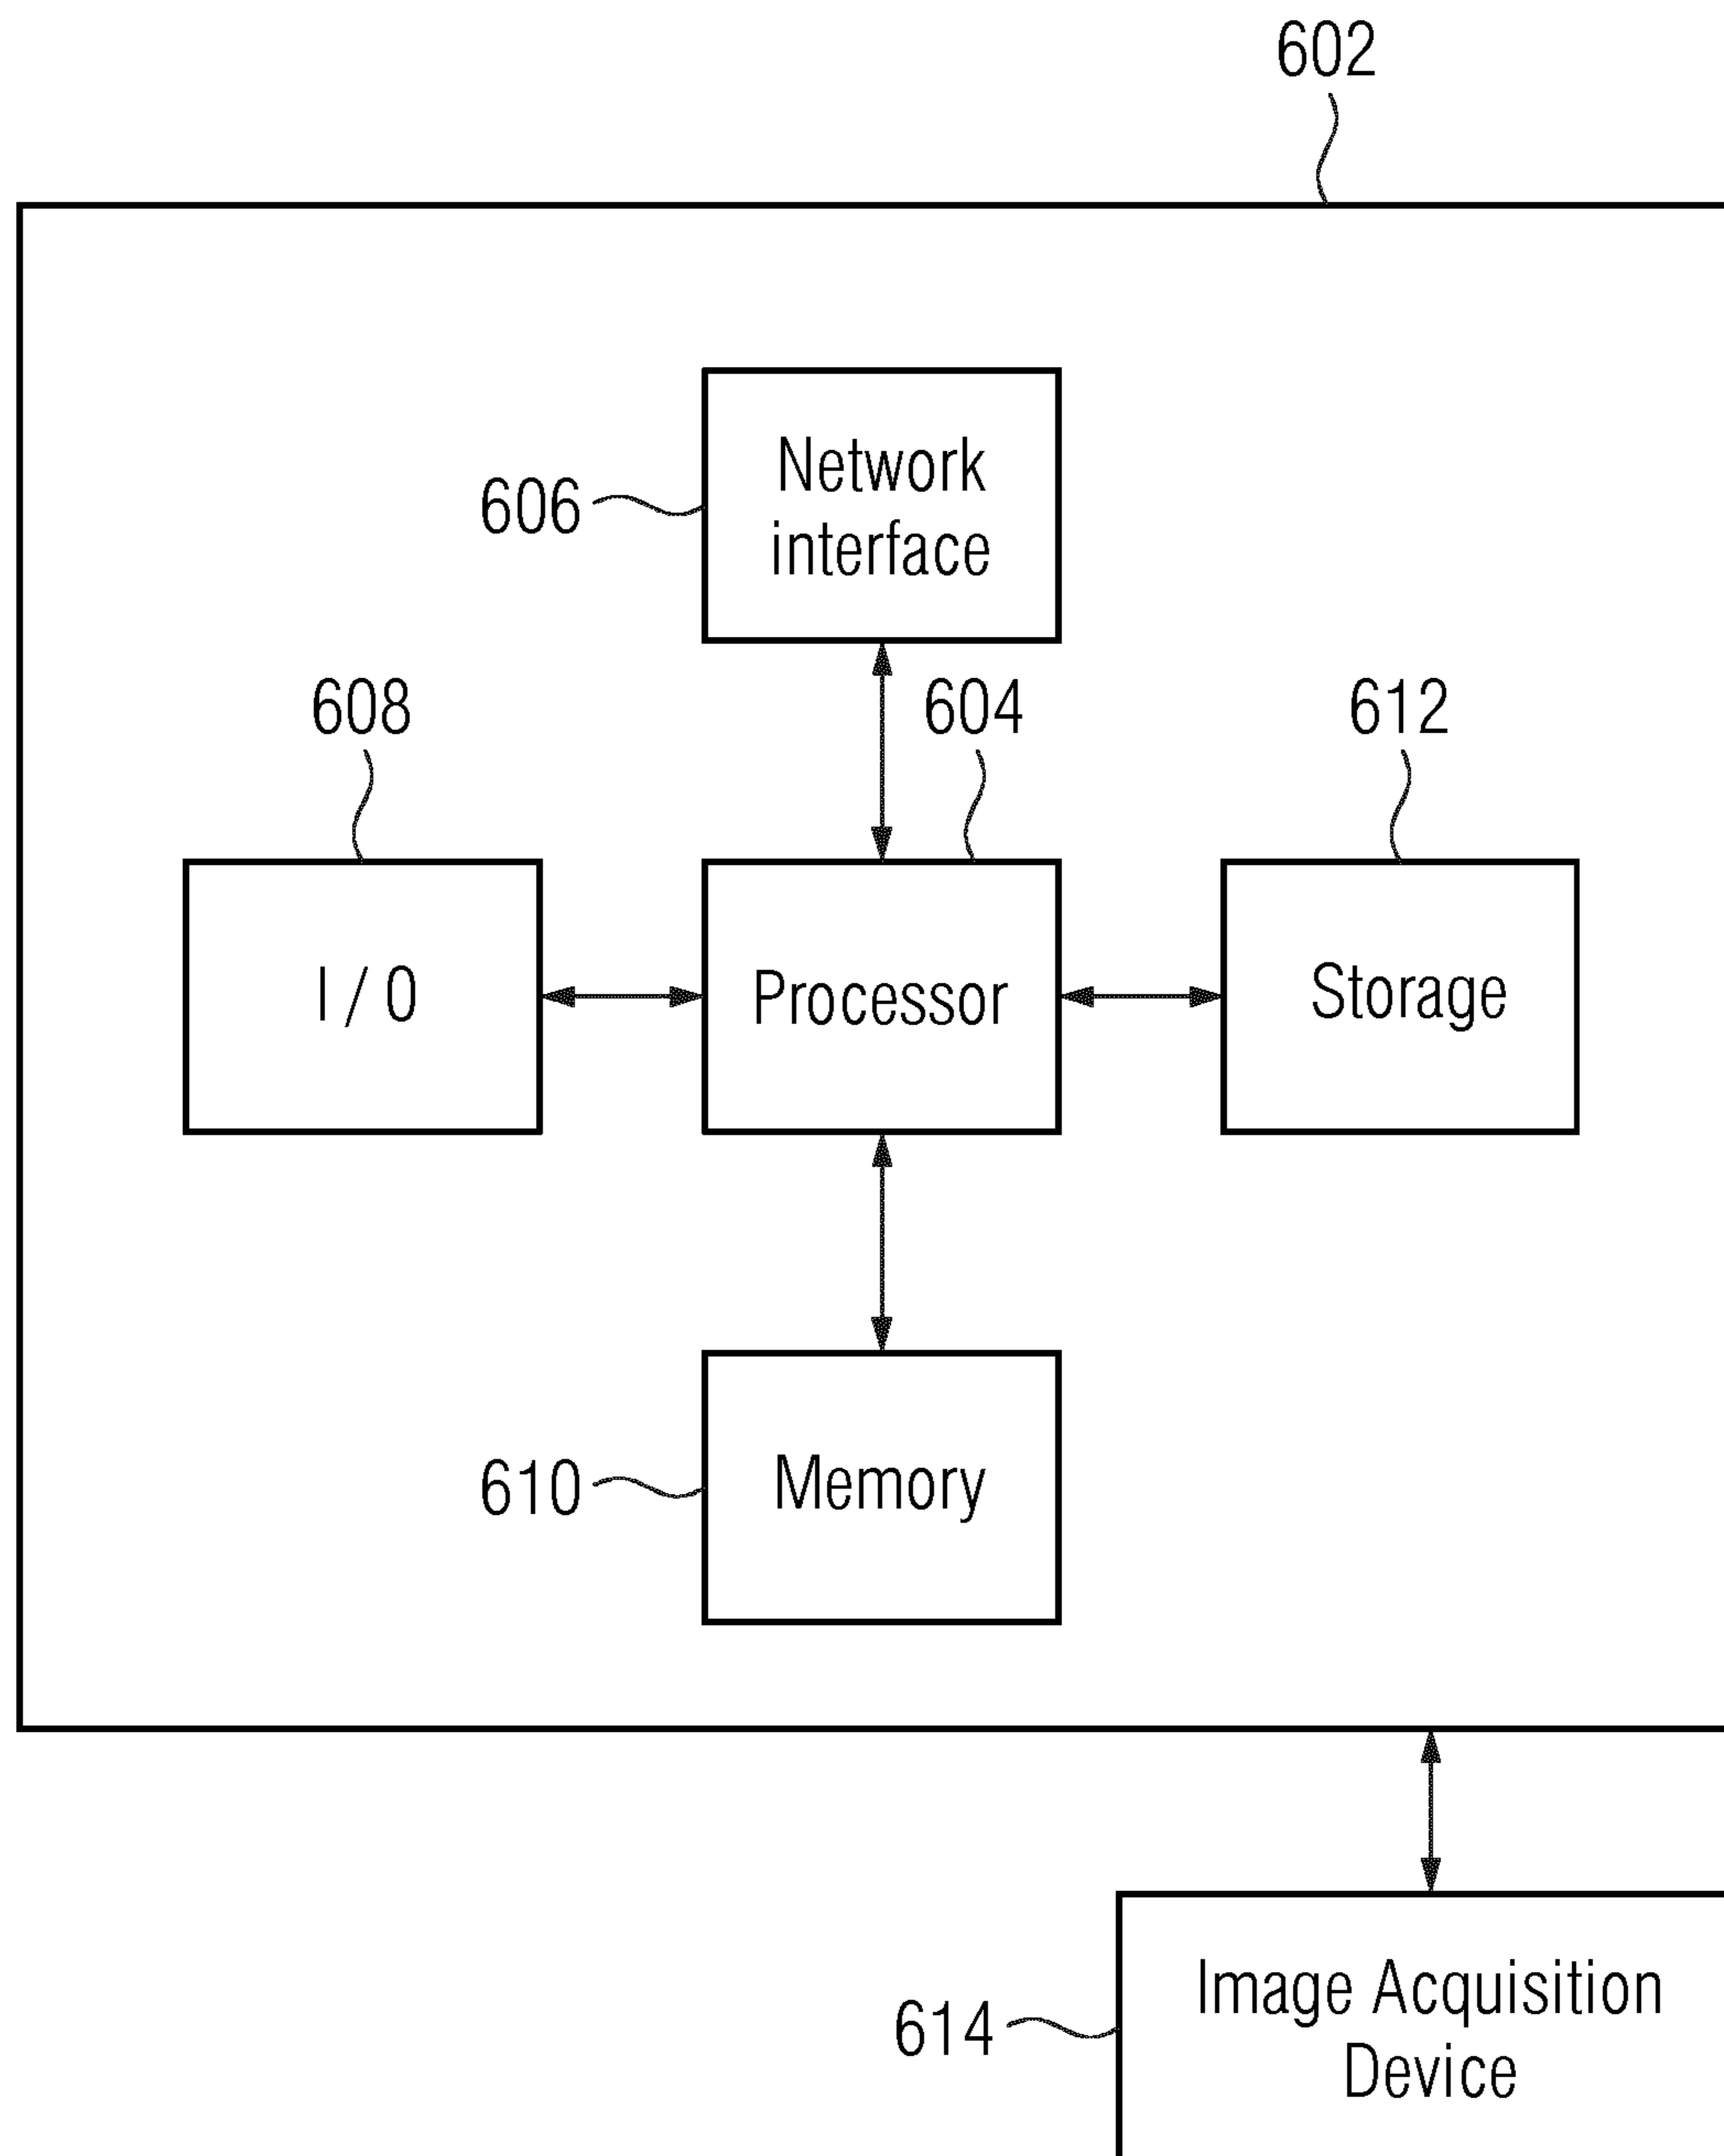 602
Network
interface
606
608
604
612
I / O
Processor
Storage
610
Memory
614
Image Acquisition
Device